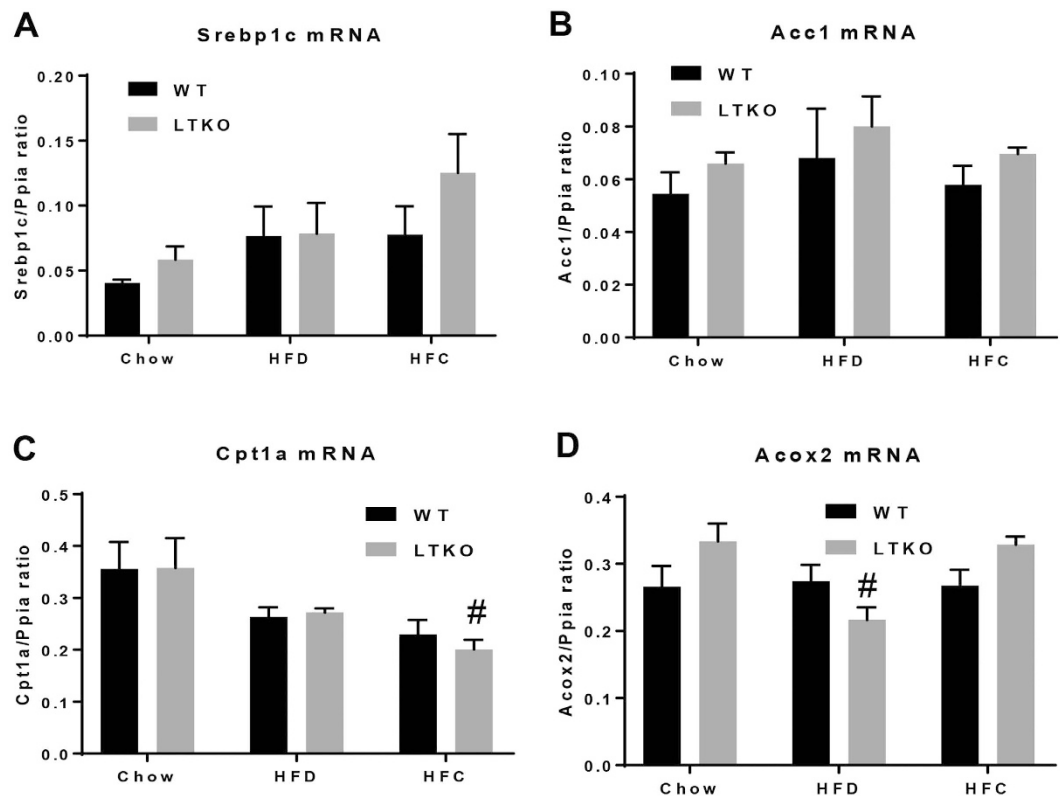 A
Srebp1c mRNA
Srebp1c/Ppia ratio
0.20
0.15
0.10
0.05
0.00
WT
LTKO
Chow HFD HFC
B
Acc1 mRNA
Acc1/Ppia ratio
0.10
0.08
0.06
0.04
0.02
0.00
WT
LTKO
Chow HFD HFC
C
Cpt1a mRNA
Cpt1a/Ppia ratio
0.5
0.4
0.3
0.2
0.1
0.0
WT
LTKO
#
Chow HFD HFC
D
Acox2 mRNA
Acox2/Ppia ratio
0.4
0.3
0.2
0.1
0.0
WT
LTKO
#
Chow HFD HFC